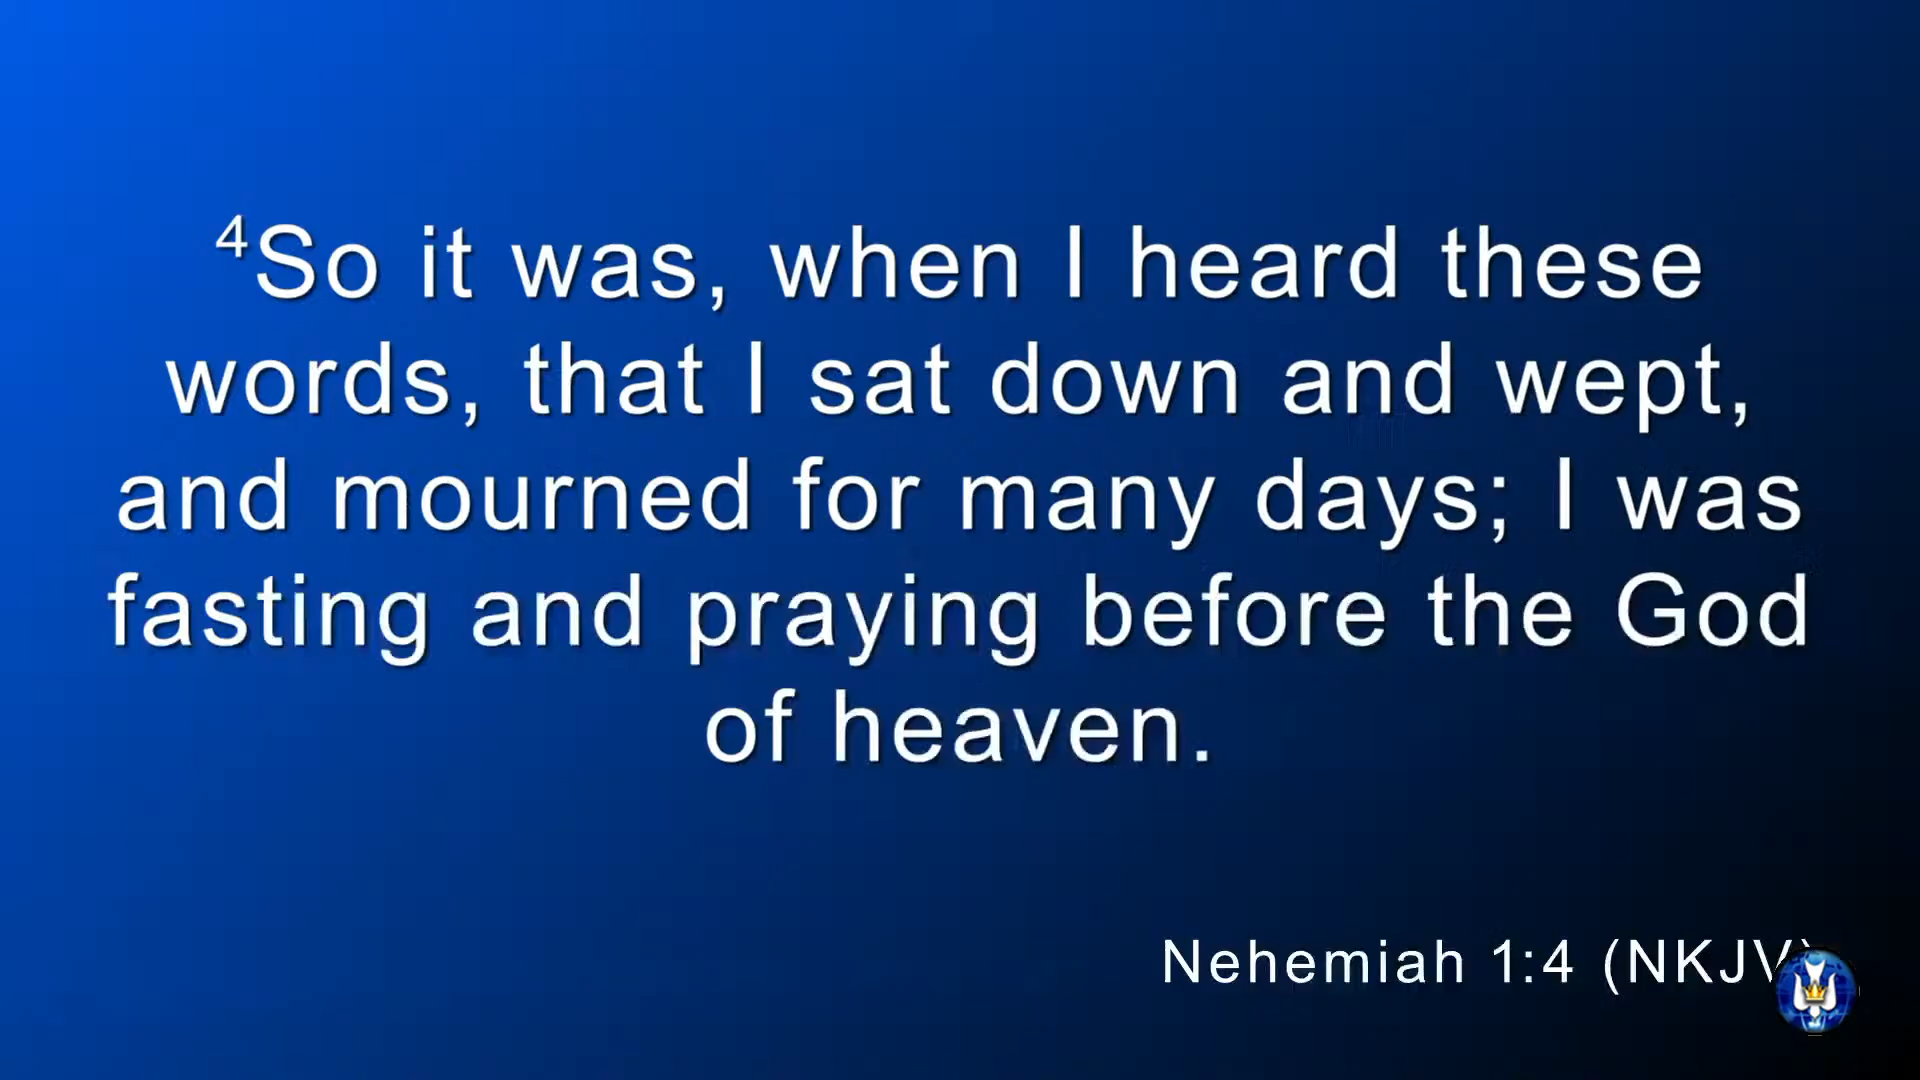 ⁴So it was, when I heard these
words, that I sat down and wept,
and mourned for many days; I was
fasting and praying before the God
of heaven.
Nehemiah 1:4 (NKJV)